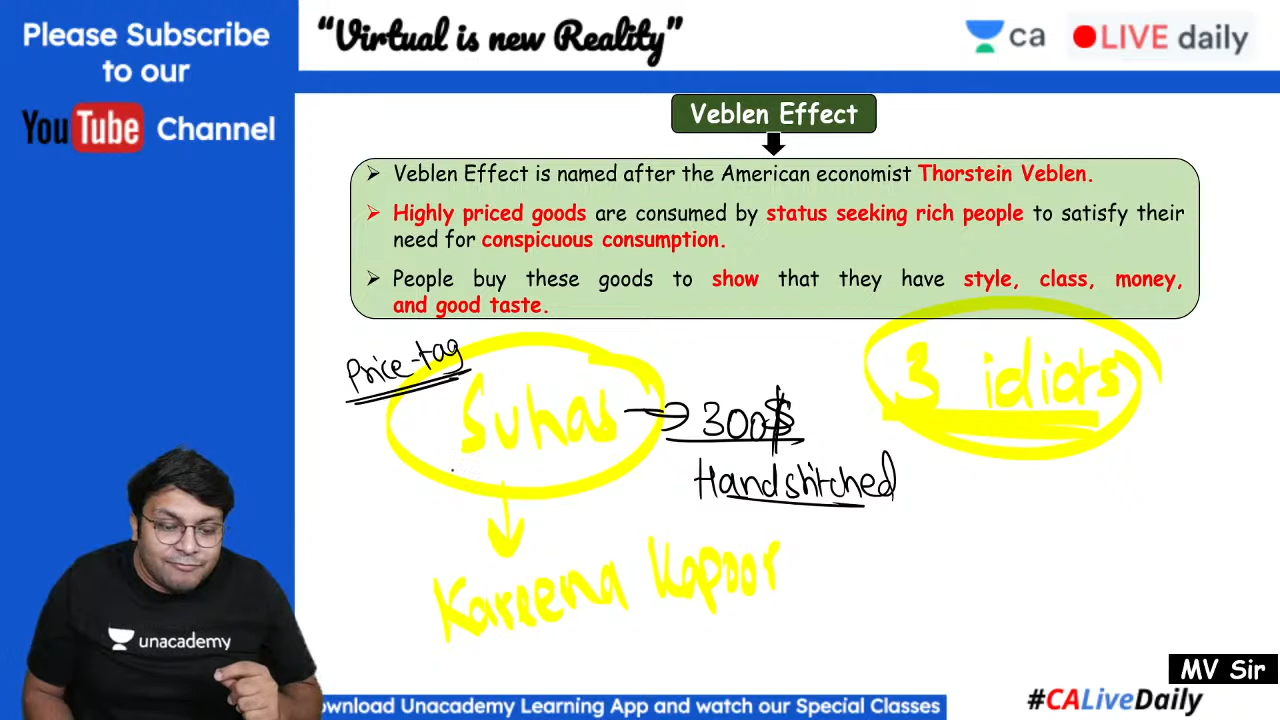 Please Subscribe
to our
YouTube Channel
“Virtual is new Reality”
ca LIVE daily
Veblen Effect
➢ Veblen Effect is named after the American economist Thorstein Veblen.
➢ Highly priced goods are consumed by status seeking rich people to satisfy their
need for conspicuous consumption.
➢ People buy these goods to show that they have style, class, money,
and good taste.
Price-tag
Suhas → 300$
Handstitched
3 idiots
Kareena Kapoor
unacademy
MV Sir
ownload Unacademy Learning App and watch our Special Classes
#CALiveDaily